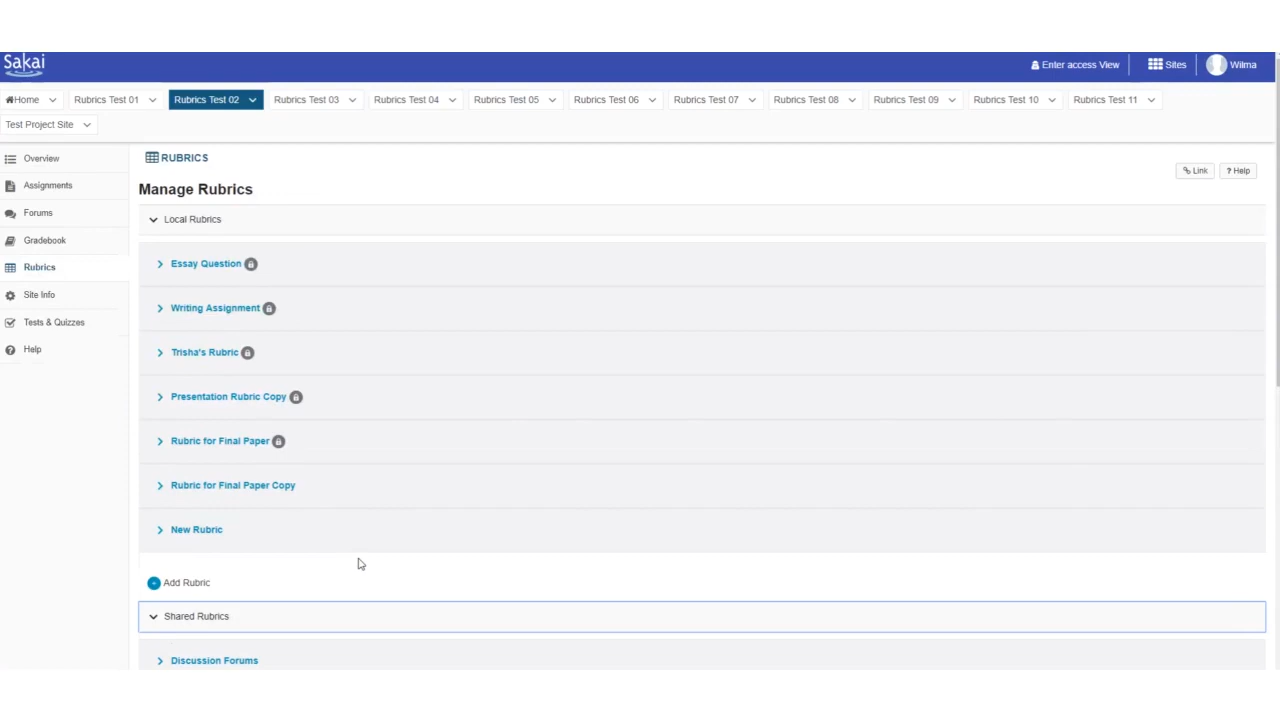 Sakai
Enter access View
Sites
Wilma
Home
Rubrics Test 01
Rubrics Test 02
Rubrics Test 03
Rubrics Test 04
Rubrics Test 05
Rubrics Test 06
Rubrics Test 07
Rubrics Test 08
Rubrics Test 09
Rubrics Test 10
Rubrics Test 11
Test Project Site
Overview
Assignments
Forums
Gradebook
Rubrics
Site Info
Tests & Quizzes
Help
RUBRICS
Link
? Help
Manage Rubrics
Local Rubrics
Essay Question
Writing Assignment
Trisha's Rubric
Presentation Rubric Copy
Rubric for Final Paper
Rubric for Final Paper Copy
New Rubric
Add Rubric
Shared Rubrics
Discussion Forums